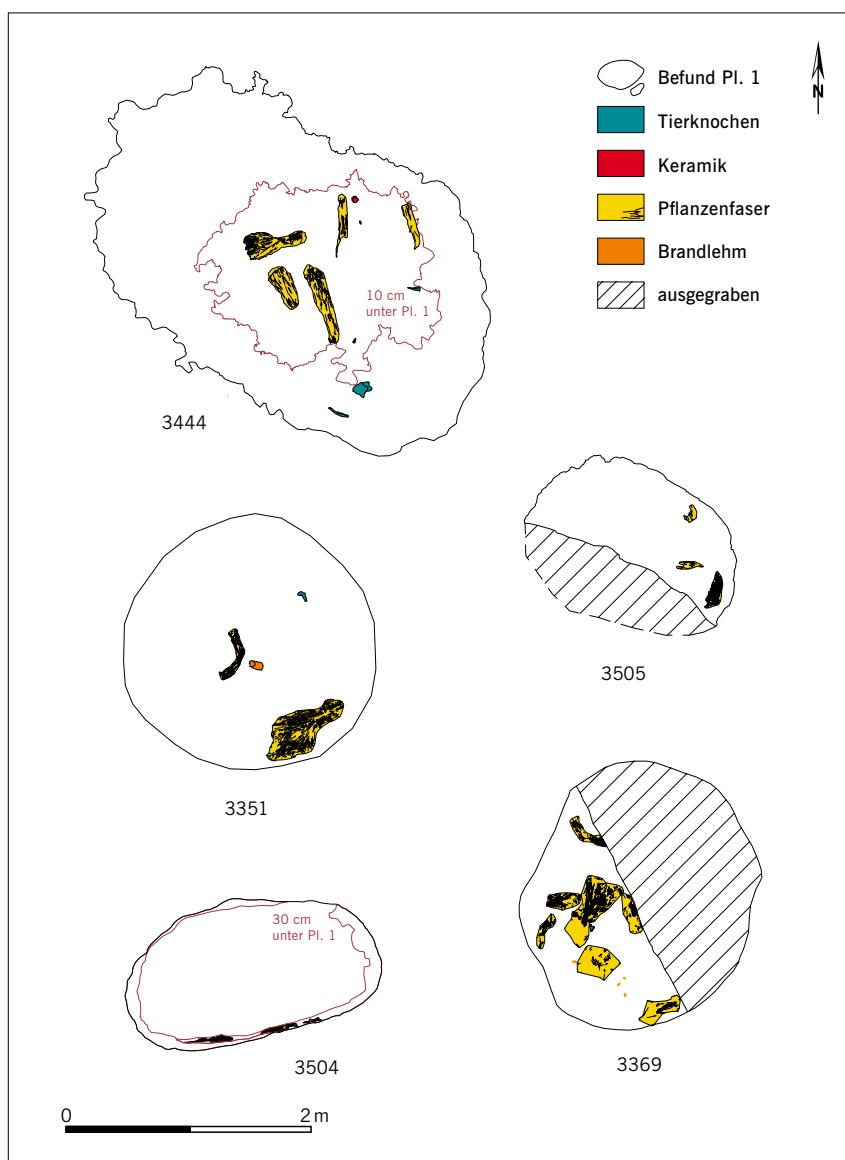 Befund Pl. 1
N
Tierknochen
Keramik
Pflanzenfaser
Brandlehm
ausgegraben
10 cm
unter Pl. 1
3444
3505
3351
30 cm
unter Pl. 1
3504
3369
0 2 m